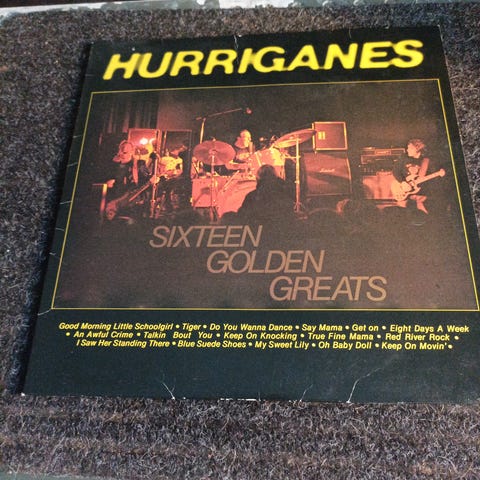 HURRIGANES
SIXTEEN
GOLDEN
GREATS
Good Morning Little Schoolgirl • Tiger • Do You Wanna Dance • Say Mama • Get on • Eight Days A Week
• An Awful Crime • Talkin Bout You • Keep On Knocking • True Fine Mama • Red River Rock •
I Saw Her Standing There • Blue Suede Shoes • My Sweet Lily • Oh Baby Doll • Keep On Movin' •